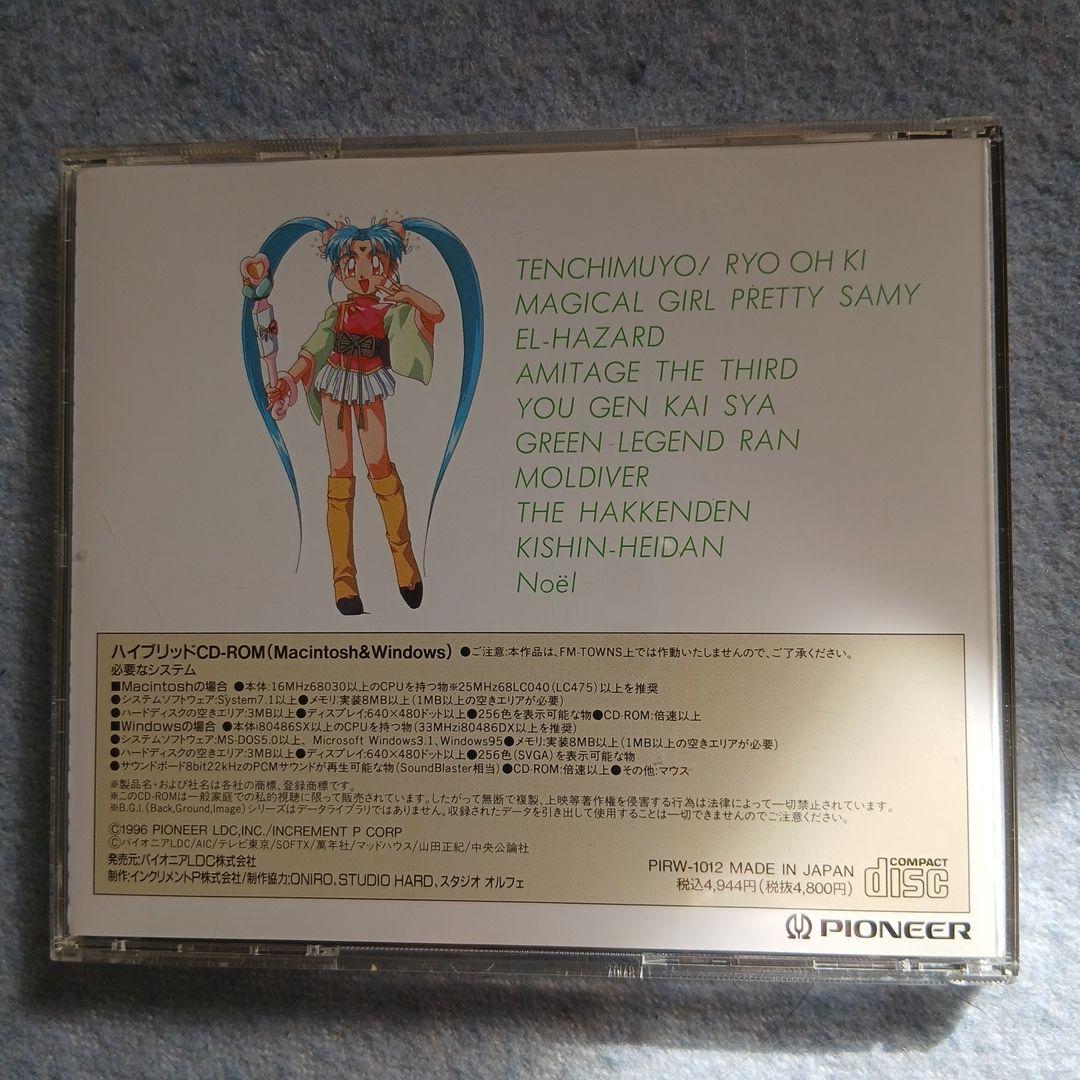 TENCHIMUYO! RYO OH KI
MAGICAL GIRL PRETTY SAMY
EL-HAZARD
AMITAGE THE THIRD
YOU GEN KAI SYA
GREEN LEGEND RAN
MOLDIVER
THE HAKKENDEN
KISHIN-HEIDAN
Noël
ハイブリッドCD-ROM(Macintosh&Windows) ●ご注意:本作品は、FM-TOWNS上では作動いたしませんので、ご了承ください。
必要なシステム
■Macintoshの場合 ●本体:16MHz68030以上のCPUを持つ物※25MHz68LC040(LC475)以上を推奨
●システムソフトウェア:System7.1以上●メモリ:実装8MB以上(1MB以上の空きエリアが必要)
●ハードディスクの空きエリア:3MB以上●ディスプレイ:640×480ドット以上●256色を表示可能な物●CD-ROM:倍速以上
■Windowsの場合 ●本体:i80486SX以上のCPUを持つ物(33MHzi80486DX以上を推奨)
●システムソフトウェア:MS-DOS5.0以上、Microsoft Windows3.1、Windows95●メモリ:実装8MB以上(1MB以上の空きエリアが必要)
●ハードディスクの空きエリア:3MB以上●ディスプレイ:640×480ドット以上●256色(SVGA)を表示可能な物
●サウンドボード8bit22kHzのPCMサウンドが再生可能な物(SoundBlaster相当)●CD-ROM:倍速以上●その他:マウス
※製品名・および社名は各社の商標、登録商標です。
※このCD-ROMは一般家庭での私的視聴に限って販売されています。したがって無断で複製、上映等著作権を侵害する行為は法律によって一切禁止されています。
※B.G.I.(Back,Ground,Image)シリーズはデータライブラリではありません。収録されたデータを引き出して使用することは一切できませんのでご注意ください。
©1996 PIONEER LDC,INC./INCREMENT P CORP
©パイオニアLDC/AIC/テレビ東京/SOFTX/萬年社/マッドハウス/山田正紀/中央公論社
発売元:パイオニアLDC株式会社
制作:インクリメントP株式会社/制作協力:ONIRO、STUDIO HARD、スタジオ オルフェ
PIRW-1012 MADE IN JAPAN
税込4,944円(税抜4,800円)
COMPACT
disc
PIONEER